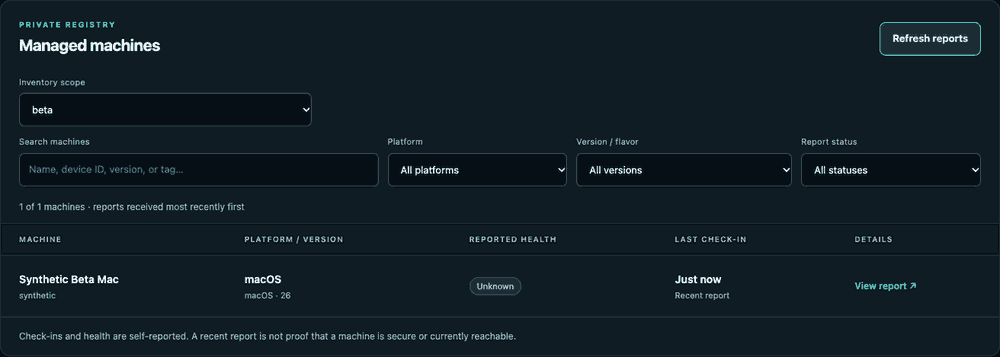 PRIVATE REGISTRY
Managed machines
Refresh reports
Inventory scope
beta
Search machines
Platform
Version / flavor
Report status
Name, device ID, version, or tag...
All platforms
All versions
All statuses
1 of 1 machines · reports received most recently first
MACHINE
PLATFORM / VERSION
REPORTED HEALTH
LAST CHECK-IN
DETAILS
Synthetic Beta Mac
synthetic
macOS
macOS · 26
Unknown
Just now
Recent report
View report ↗
Check-ins and health are self-reported. A recent report is not proof that a machine is secure or currently reachable.